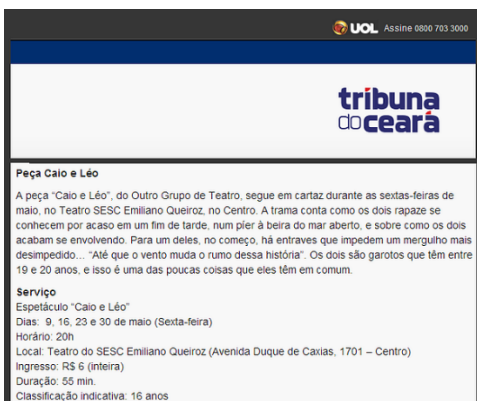 UOL Assine 0800 703 3000
tribuna
do ceará
Peça Caio e Léo
A peça “Caio e Léo”, do Outro Grupo de Teatro, segue em cartaz durante as sextas-feiras de
maio, no Teatro SESC Emiliano Queiroz, no Centro. A trama conta como os dois rapaze se
conhecem por acaso em um fim de tarde, num píer à beira do mar aberto, e sobre como os dois
acabam se envolvendo. Para um deles, no começo, há entraves que impedem um mergulho mais
desimpedido... “Até que o vento muda o rumo dessa história”. Os dois são garotos que têm entre
19 e 20 anos, e isso é uma das poucas coisas que eles têm em comum.
Serviço
Espetáculo “Caio e Léo”
Dias: 9, 16, 23 e 30 de maio (Sexta-feira)
Horário: 20h
Local: Teatro do SESC Emiliano Queiroz (Avenida Duque de Caxias, 1701 – Centro)
Ingresso: R$ 6 (inteira)
Duração: 55 min.
Classificação indicativa: 16 anos